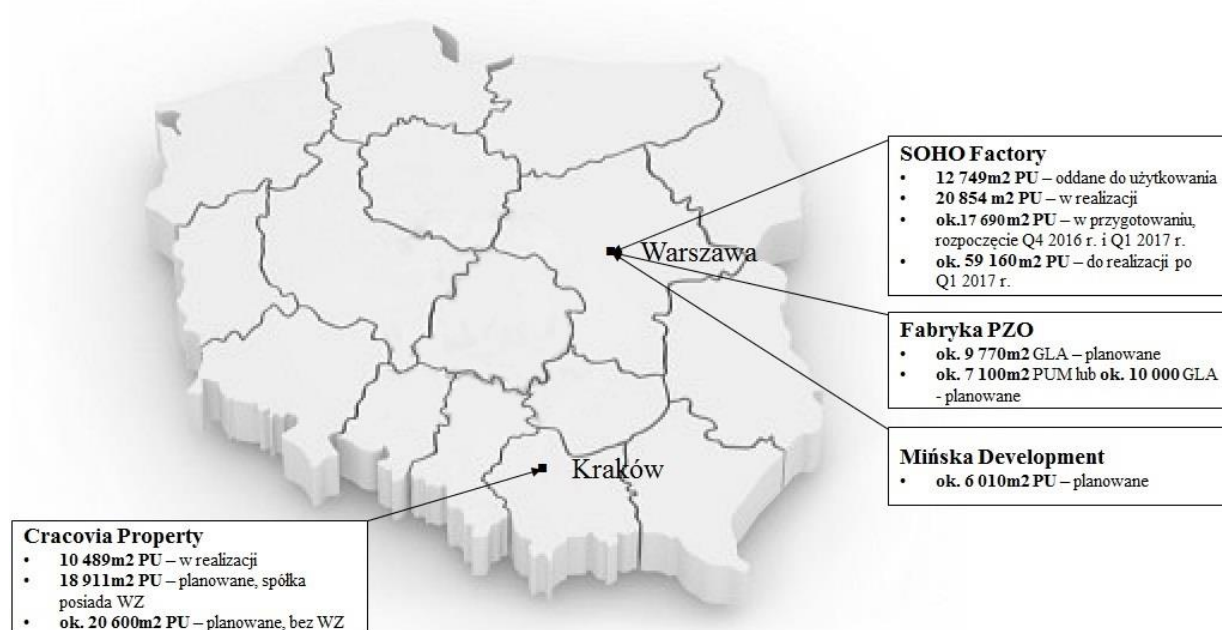 SOHO Factory
• 12 749m2 PU – oddane do użytkowania
• 20 854 m2 PU – w realizacji
• ok.17 690m2 PU – w przygotowaniu,
rozpoczęcie Q4 2016 r. i Q1 2017 r.
• ok. 59 160m2 PU – do realizacji po
Q1 2017 r.
Warszawa
Fabryka PZO
• ok. 9 770m2 GLA – planowane
• ok. 7 100m2 PUM lub ok. 10 000 GLA
- planowane
Mińska Development
• ok. 6 010m2 PU – planowane
Kraków
Cracovia Property
• 10 489m2 PU – w realizacji
• 18 911m2 PU – planowane, spółka
posiada WZ
• ok. 20 600m2 PU – planowane, bez WZ